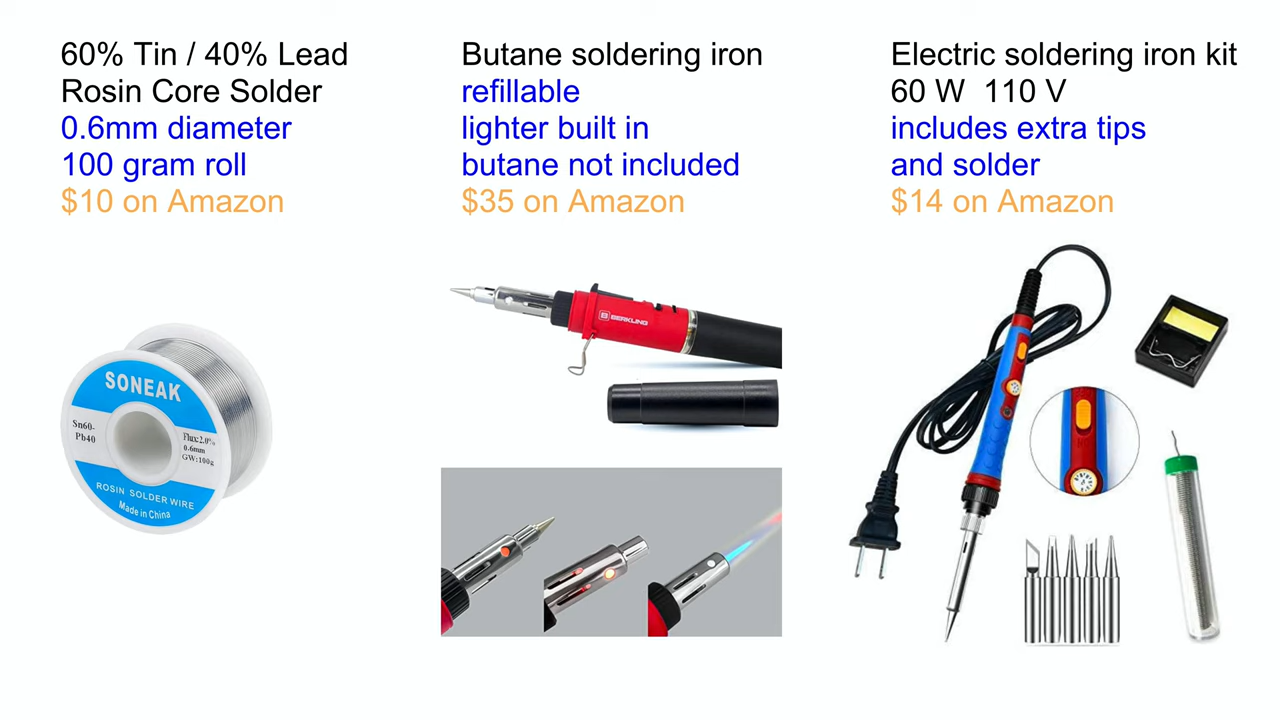 60% Tin / 40% Lead
Rosin Core Solder
0.6mm diameter
100 gram roll
$10 on Amazon
Butane soldering iron
refillable
lighter built in
butane not included
$35 on Amazon
Electric soldering iron kit
60 W  110 V
includes extra tips
and solder
$14 on Amazon
SONEAK
Sn60-
Pb40
Flux:2.0%
0.6mm
GW:100g
ROSIN SOLDER WIRE
Made in China
B BERKLING